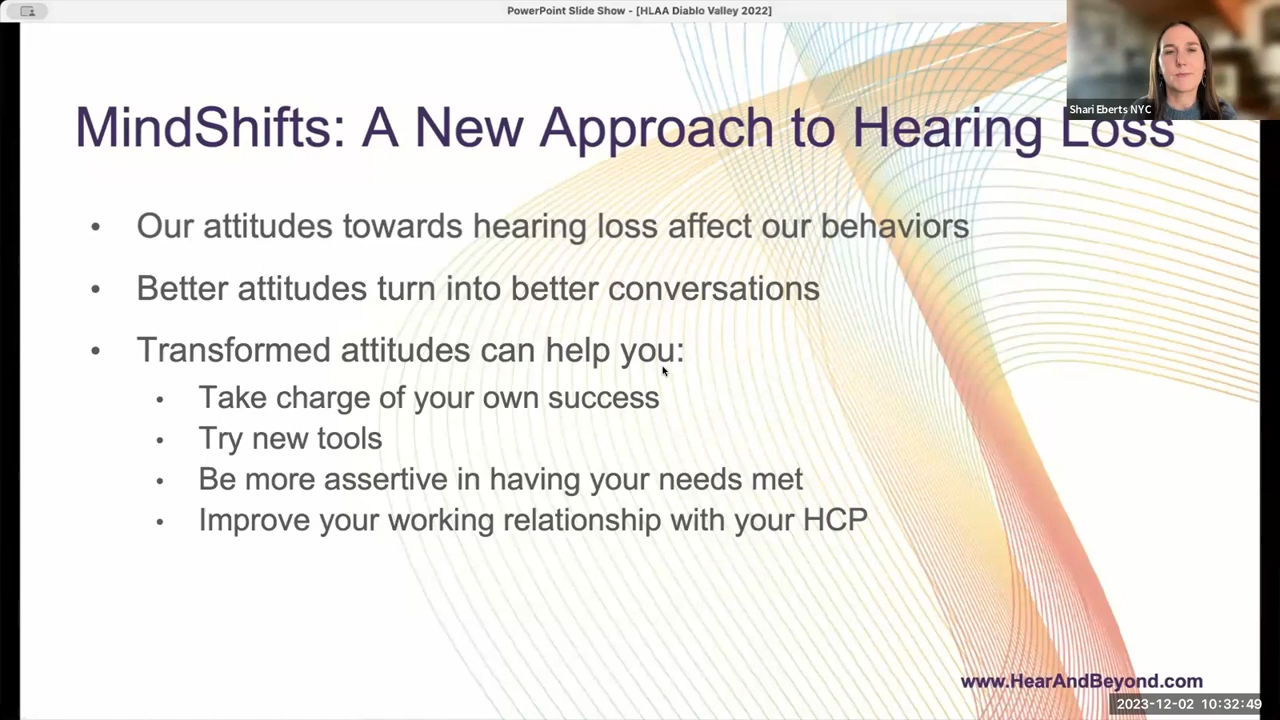 PowerPoint Slide Show - [HLAA Diablo Valley 2022]
Shari Eberts NYC
MindShifts: A New Approach to Hearing Loss
• Our attitudes towards hearing loss affect our behaviors
• Better attitudes turn into better conversations
• Transformed attitudes can help you:
• Take charge of your own success
• Try new tools
• Be more assertive in having your needs met
• Improve your working relationship with your HCP
www.HearAndBeyond.com
2023-12-02 10:32:49